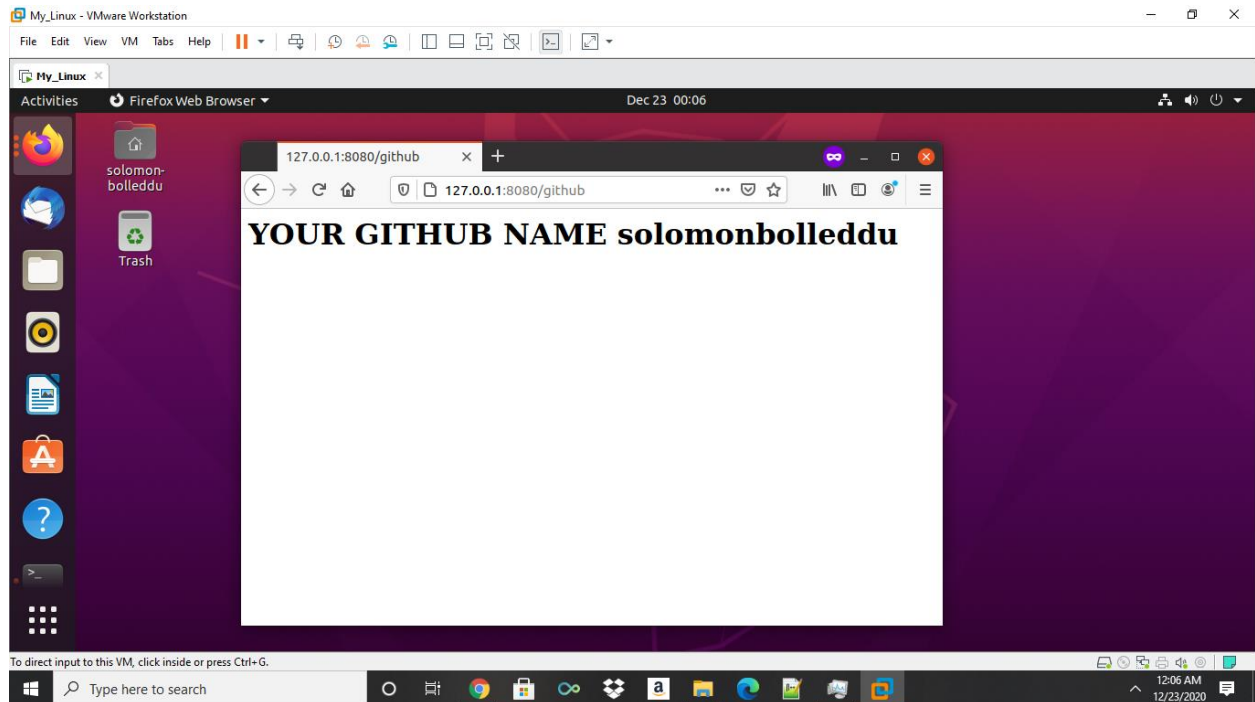 My_Linux - VMware Workstation
File Edit View VM Tabs Help
My_Linux
Activities Firefox Web Browser Dec 23 00:06
127.0.0.1:8080/github
solomon-
bolleddu
127.0.0.1:8080/github
YOUR GITHUB NAME solomonbolleddu
Trash
To direct input to this VM, click inside or press Ctrl+G.
Type here to search
12:06 AM
12/23/2020